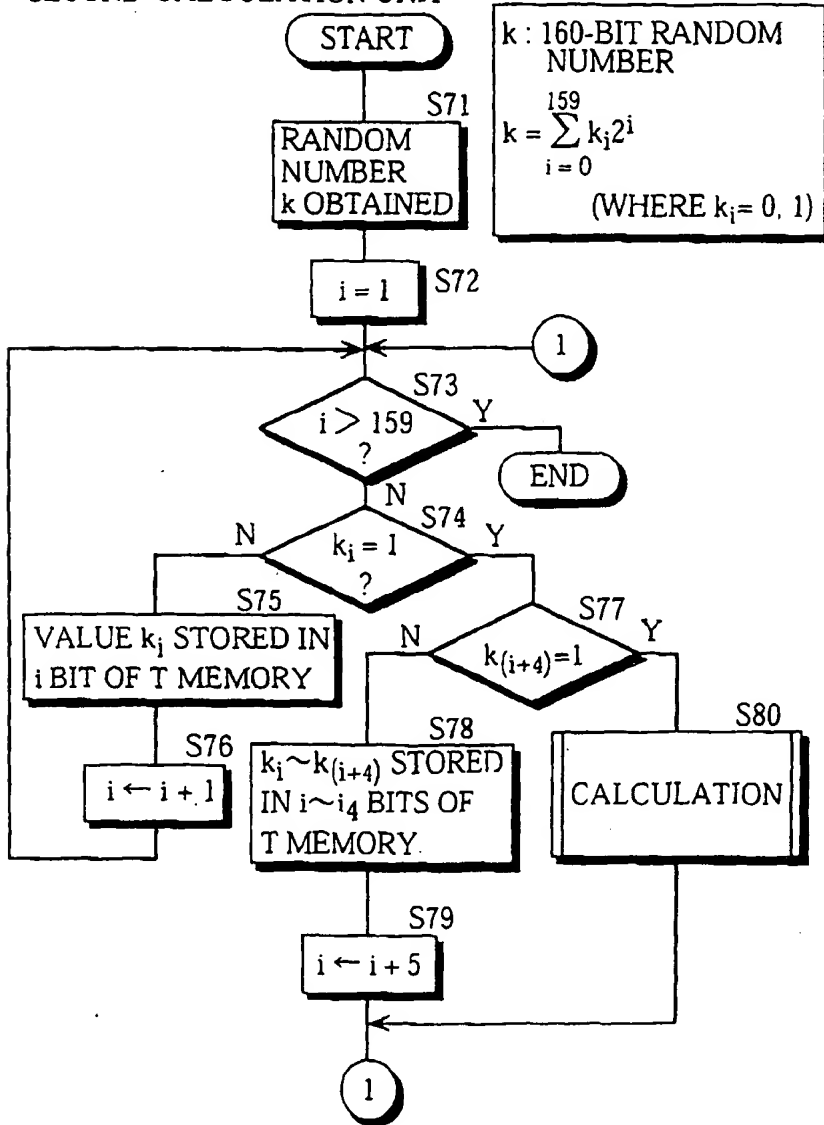 START
k : 160-BIT RANDOM
NUMBER
159
k = ∑ kᵢ2ⁱ
i = 0
(WHERE kᵢ= 0, 1)
S71
RANDOM
NUMBER
k OBTAINED
S72
i = 1
1
S73
i > 159
?
Y
END
N
S74
N
kᵢ = 1
?
Y
S75
VALUE kᵢ STORED IN
i BIT OF T MEMORY
S77
N
k(i+4)=1
Y
S76
i ← i + 1
S78
kᵢ~k(i+4) STORED
IN i~i₄ BITS OF
T MEMORY
S80
CALCULATION
S79
i ← i + 5
1